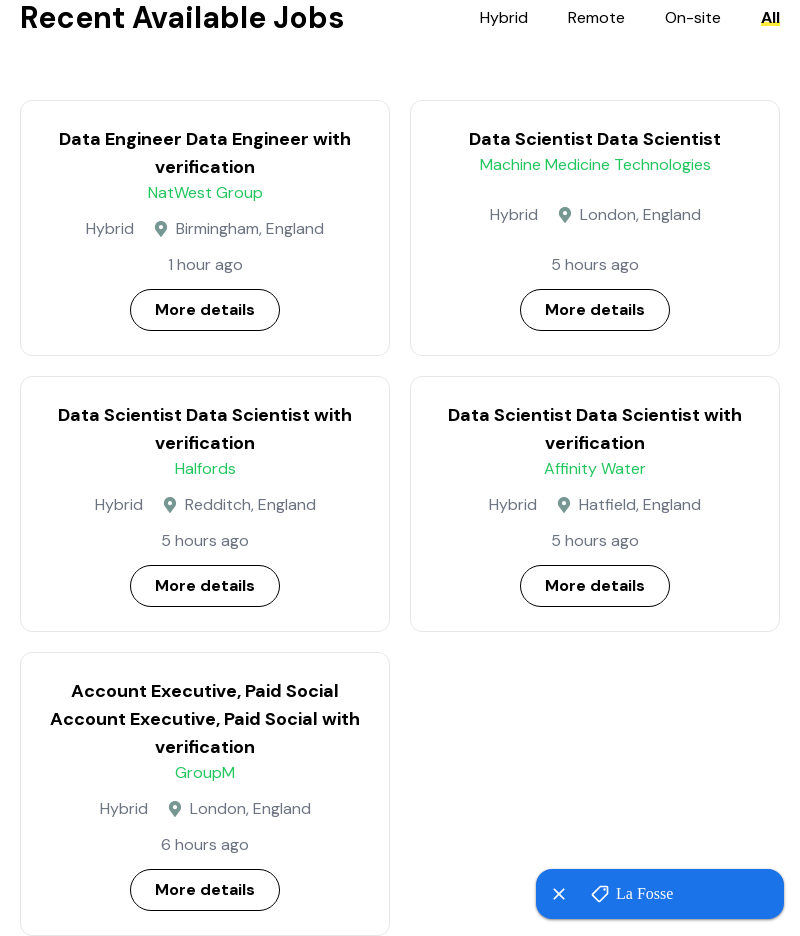 Recent Available Jobs
Hybrid Remote On-site All
Data Engineer Data Engineer with
verification
NatWest Group
Hybrid Birmingham, England
1 hour ago
More details
Data Scientist Data Scientist
Machine Medicine Technologies
Hybrid London, England
5 hours ago
More details
Data Scientist Data Scientist with
verification
Halfords
Hybrid Redditch, England
5 hours ago
More details
Data Scientist Data Scientist with
verification
Affinity Water
Hybrid Hatfield, England
5 hours ago
More details
Account Executive, Paid Social
Account Executive, Paid Social with
verification
GroupM
Hybrid London, England
6 hours ago
More details
La Fosse